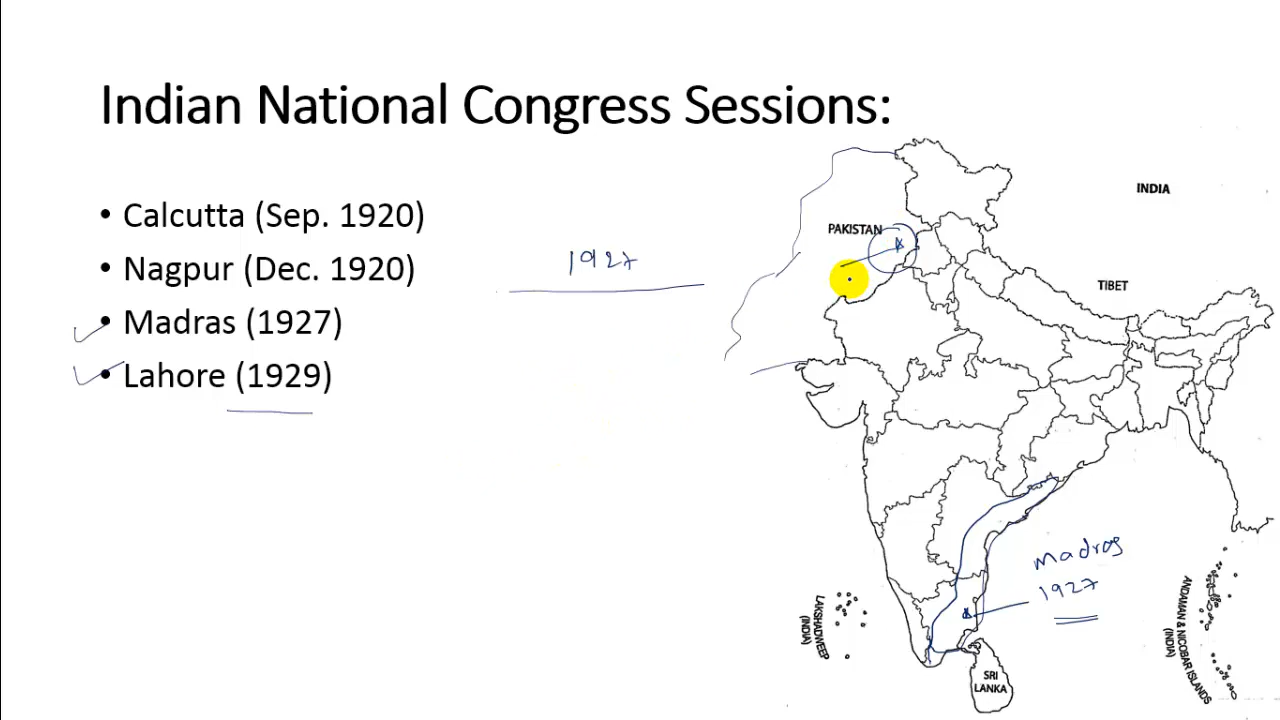 Indian National Congress Sessions:
• Calcutta (Sep. 1920)
• Nagpur (Dec. 1920)
• Madras (1927)
• Lahore (1929)
1927
INDIA
PAKISTAN
TIBET
Madras
1927
LAKSHADWEEP
(INDIA)
SRI
LANKA
ANDAMAN & NICOBAR ISLANDS
(INDIA)